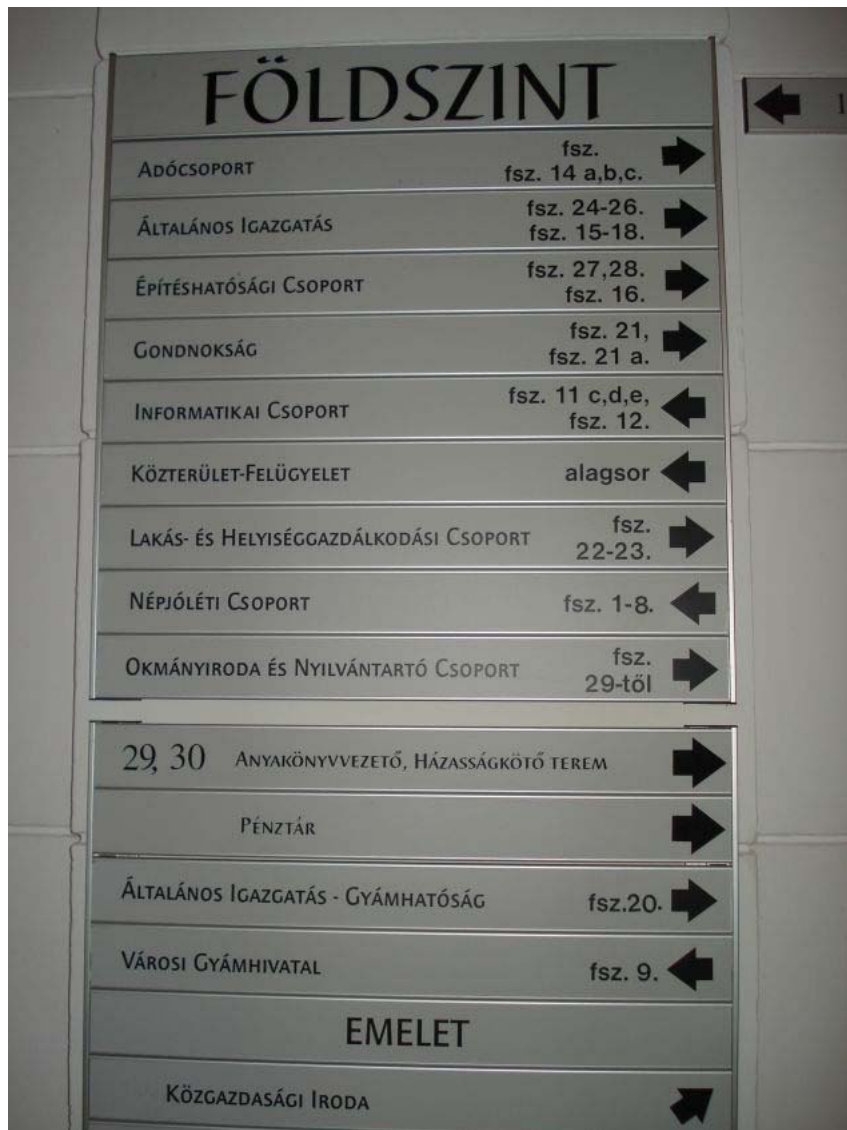 FÖLDSZINT
ADÓCSOPORT fsz.
fsz. 14 a,b,c.
ÁLTALÁNOS IGAZGATÁS fsz. 24-26.
fsz. 15-18.
ÉPÍTÉSHATÓSÁGI CSOPORT fsz. 27,28.
fsz. 16.
GONDNOKSÁG fsz. 21,
fsz. 21 a.
INFORMATIKAI CSOPORT fsz. 11 c,d,e,
fsz. 12.
KÖZTERÜLET-FELÜGYELET alagsor
LAKÁS- ÉS HELYISÉGGAZDÁLKODÁSI CSOPORT fsz.
22-23.
NÉPJÓLÉTI CSOPORT fsz. 1-8.
OKMÁNYIRODA ÉS NYILVÁNTARTÓ CSOPORT fsz.
29-től
29, 30 ANYAKÖNYVVEZETŐ, HÁZASSÁGKÖTŐ TEREM
PÉNZTÁR
ÁLTALÁNOS IGAZGATÁS - GYÁMHATÓSÁG fsz.20.
VÁROSI GYÁMHIVATAL fsz. 9.
EMELET
KÖZGAZDASÁGI IRODA